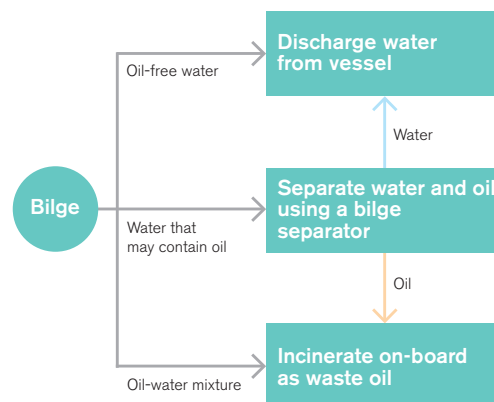 Discharge water
from vessel
Oil-free water
Water
Bilge
Separate water and oil
using a bilge
separator
Water that
may contain oil
Oil
Incinerate on-board
as waste oil
Oil-water mixture